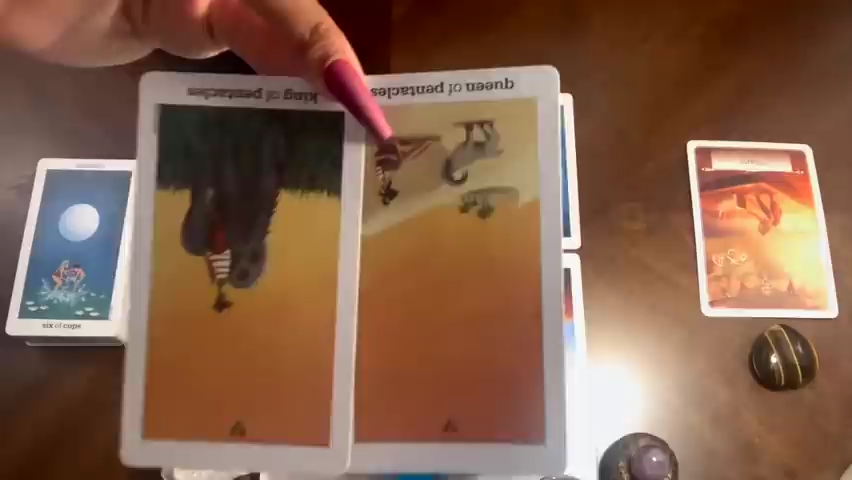 king of pentacles
queen of pentacles
six of cups